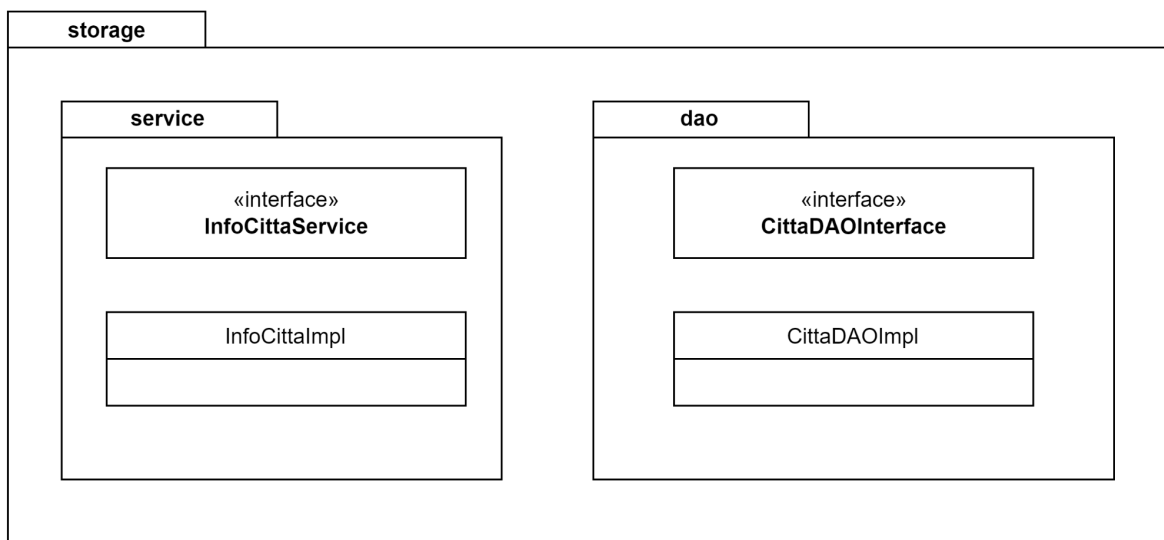 storage
service
«interface»
InfoCittaService
InfoCittaImpl
dao
«interface»
CittaDAOInterface
CittaDAOImpl